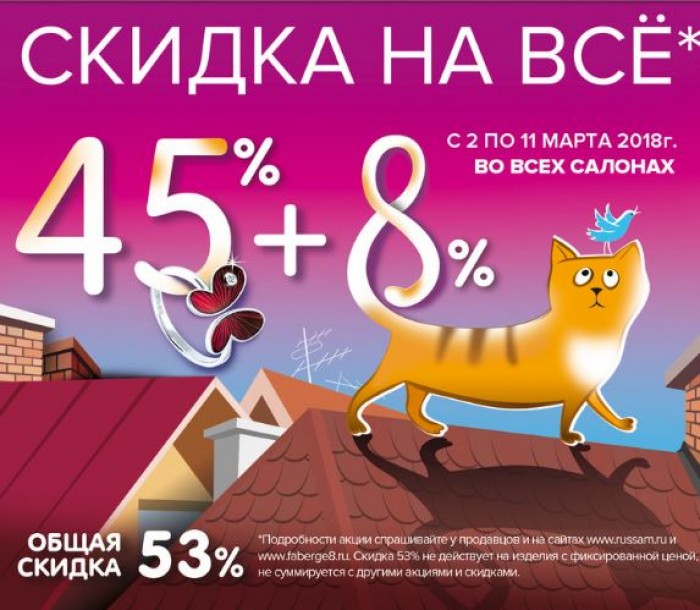 СКИДКА НА ВСЁ*
45% + 8%
С 2 ПО 11 МАРТА 2018г.
ВО ВСЕХ САЛОНАХ
ОБЩАЯ
СКИДКА 53%
*Подробности акции спрашивайте у продавцов и на сайтах www.russam.ru и
www.faberge8.ru. Скидка 53% не действует на изделия с фиксированной ценой,
не суммируется с другими акциями и скидками.